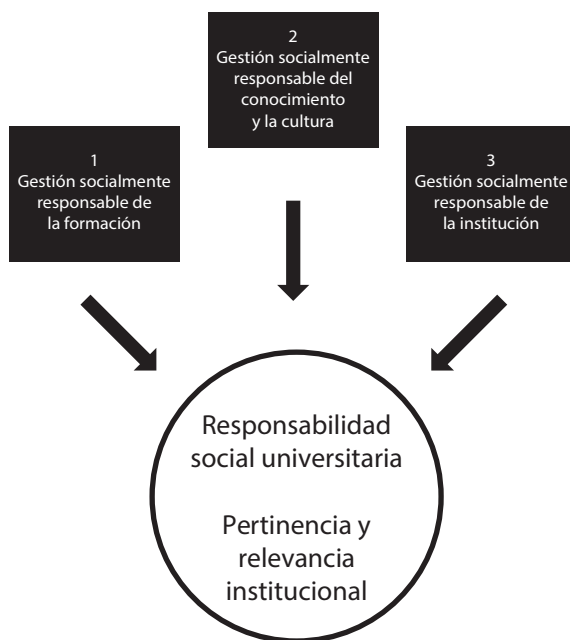 1
Gestión socialmente
responsable de
la formación
2
Gestión socialmente
responsable del
conocimiento
y la cultura
3
Gestión socialmente
responsable de
la institución
Responsabilidad
social universitaria
Pertinencia y
relevancia
institucional